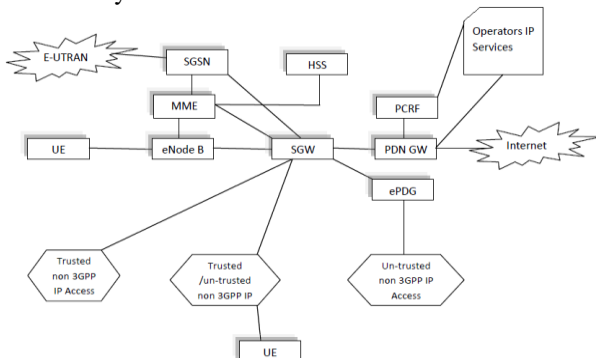 Operators IP
Services
E-UTRAN
SGSN
HSS
MME
PCRF
UE
eNode B
SGW
PDN GW
Internet
ePDG
Trusted
non 3GPP
IP Access
Trusted
/un-trusted
non 3GPP IP
Un-trusted
non 3GPP IP
Access
UE